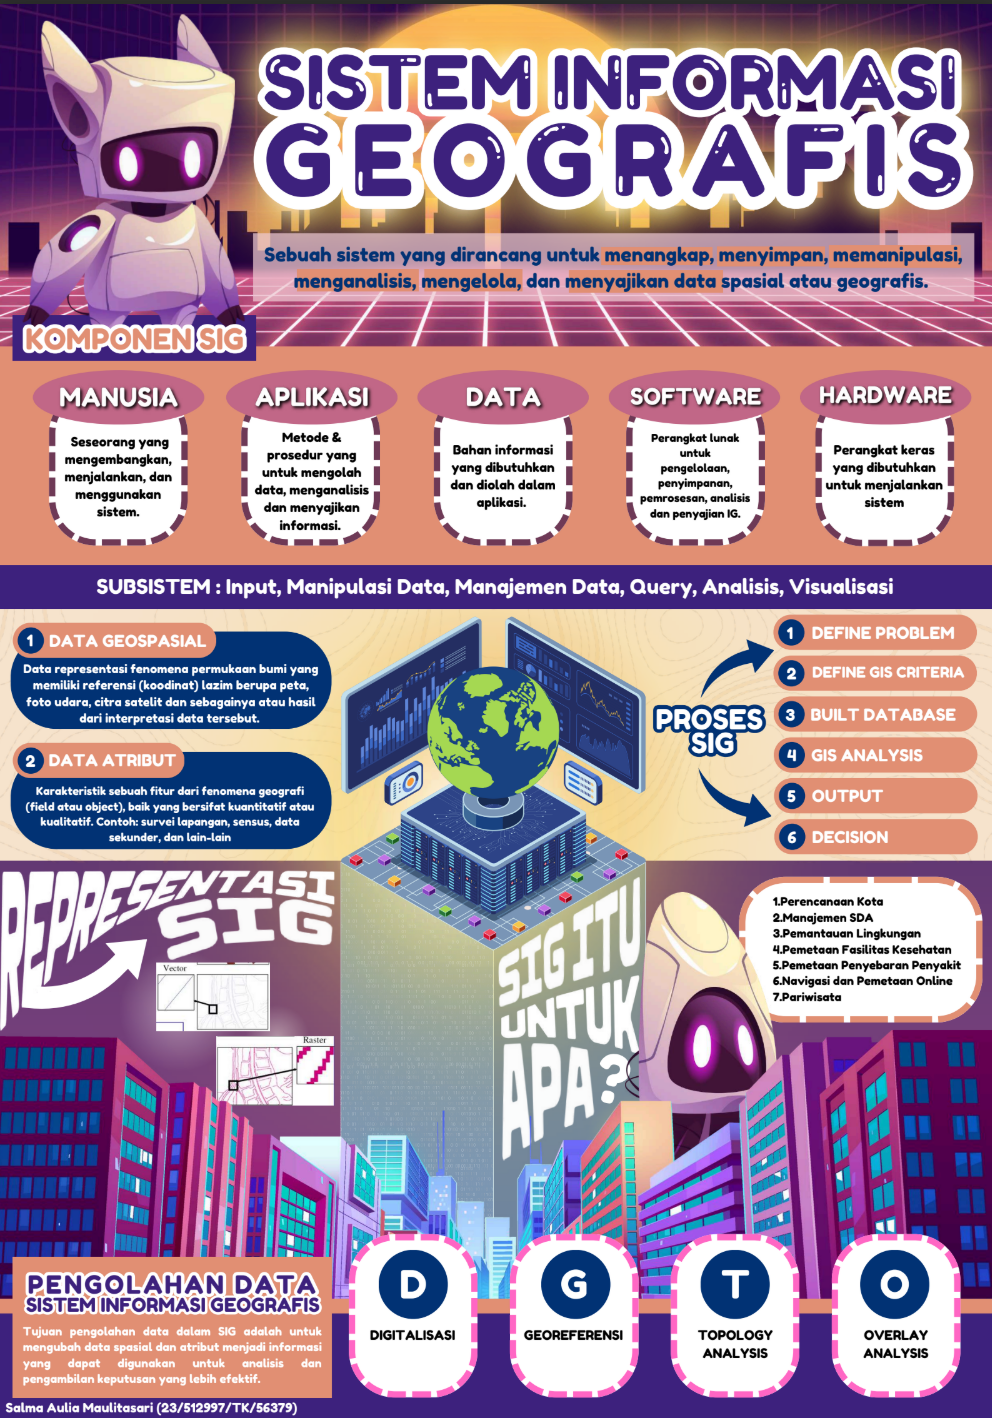 SISTEM INFORMASI
GEOGRAFIS
Sebuah sistem yang dirancang untuk menangkap, menyimpan, memanipulasi,
menganalisis, mengelola, dan menyajikan data spasial atau geografis.
KOMPONEN SIG
MANUSIA
Seseorang yang
mengembangkan,
menjalankan, dan
menggunakan
sistem.
APLIKASI
Metode &
prosedur yang
untuk mengolah
data, menganalisis
dan menyajikan
informasi.
DATA
Bahan informasi
yang dibutuhkan
dan diolah dalam
aplikasi.
SOFTWARE
Perangkat lunak
untuk
pengelolaan,
penyimpanan,
pemrosesan, analisis
dan penyajian IG.
HARDWARE
Perangkat keras
yang dibutuhkan
untuk menjalankan
sistem
SUBSISTEM : Input, Manipulasi Data, Manajemen Data, Query, Analisis, Visualisasi
1 DATA GEOSPASIAL
Data representasi fenomena permukaan bumi yang
memiliki referensi (koodinat) lazim berupa peta,
foto udara, citra satelit dan sebagainya atau hasil
dari interpretasi data tersebut.
2 DATA ATRIBUT
Karakteristik sebuah fitur dari fenomena geografi
(field atau object), baik yang bersifat kuantitatif atau
kualitatif. Contoh: survei lapangan, sensus, data
sekunder, dan lain-lain
PROSES
SIG
1 DEFINE PROBLEM
2 DEFINE GIS CRITERIA
3 BUILT DATABASE
4 GIS ANALYSIS
5 OUTPUT
6 DECISION
REPRESENTASI
SIG
Vector
Raster
SIG ITU
UNTUK
APA?
1.Perencanaan Kota
2.Manajemen SDA
3.Pemantauan Lingkungan
4.Pemetaan Fasilitas Kesehatan
5.Pemetaan Penyebaran Penyakit
6.Navigasi dan Pemetaan Online
7.Pariwisata
PENGOLAHAN DATA
SISTEM INFORMASI GEOGRAFIS
Tujuan pengolahan data dalam SIG adalah untuk
mengubah data spasial dan atribut menjadi informasi
yang dapat digunakan untuk analisis dan
pengambilan keputusan yang lebih efektif.
D
DIGITALISASI
G
GEOREFERENSI
T
TOPOLOGY
ANALYSIS
O
OVERLAY
ANALYSIS
Salma Aulia Maulitasari (23/512997/TK/56379)